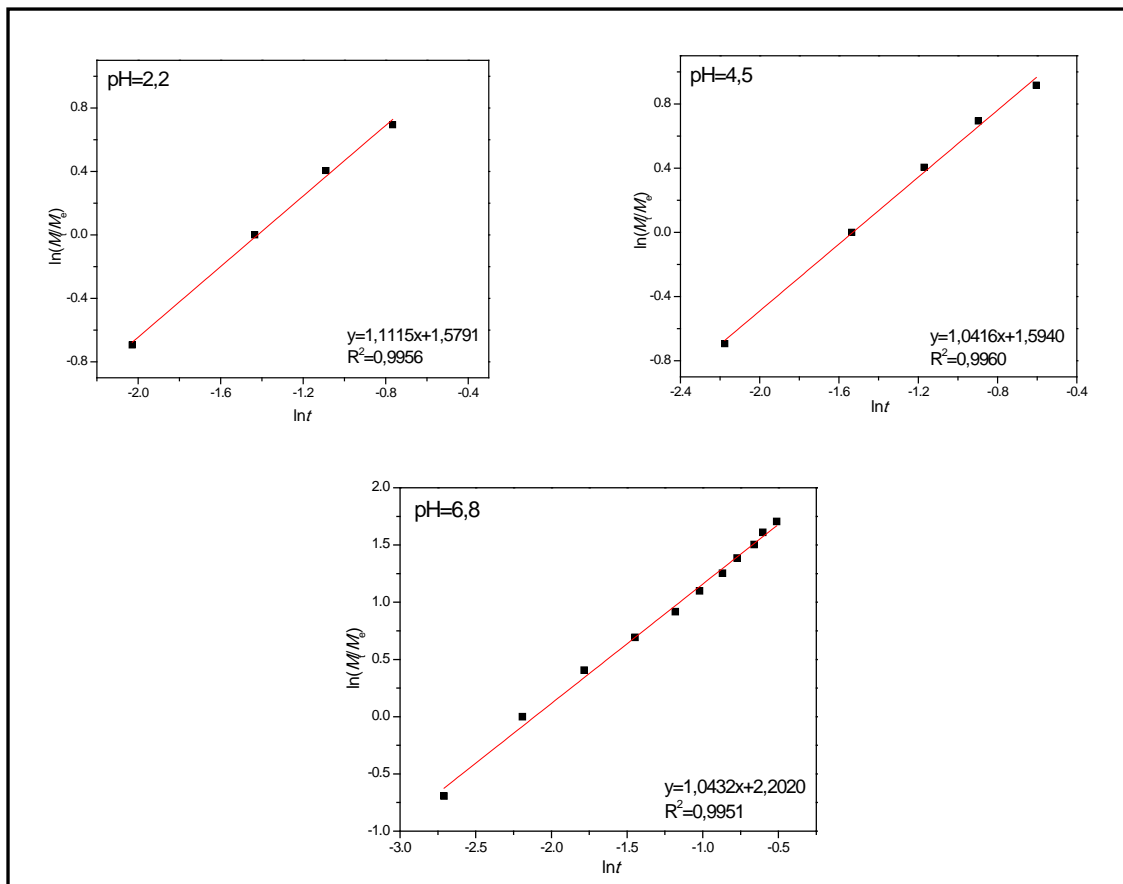 pH=2,2
0.8
0.4
0.0
-0.4
-0.8
ln(Mt/Me)
y=1,1115x+1,5791
R²=0,9956
-2.0
-1.6
-1.2
-0.8
-0.4
lnt
pH=4,5
0.8
0.4
0.0
-0.4
-0.8
ln(Mt/Me)
y=1,0416x+1,5940
R²=0,9960
-2.4
-2.0
-1.6
-1.2
-0.8
-0.4
lnt
pH=6,8
2.0
1.5
1.0
0.5
0.0
-0.5
-1.0
ln(Mt/Me)
y=1,0432x+2,2020
R²=0,9951
-3.0
-2.5
-2.0
-1.5
-1.0
-0.5
lnt